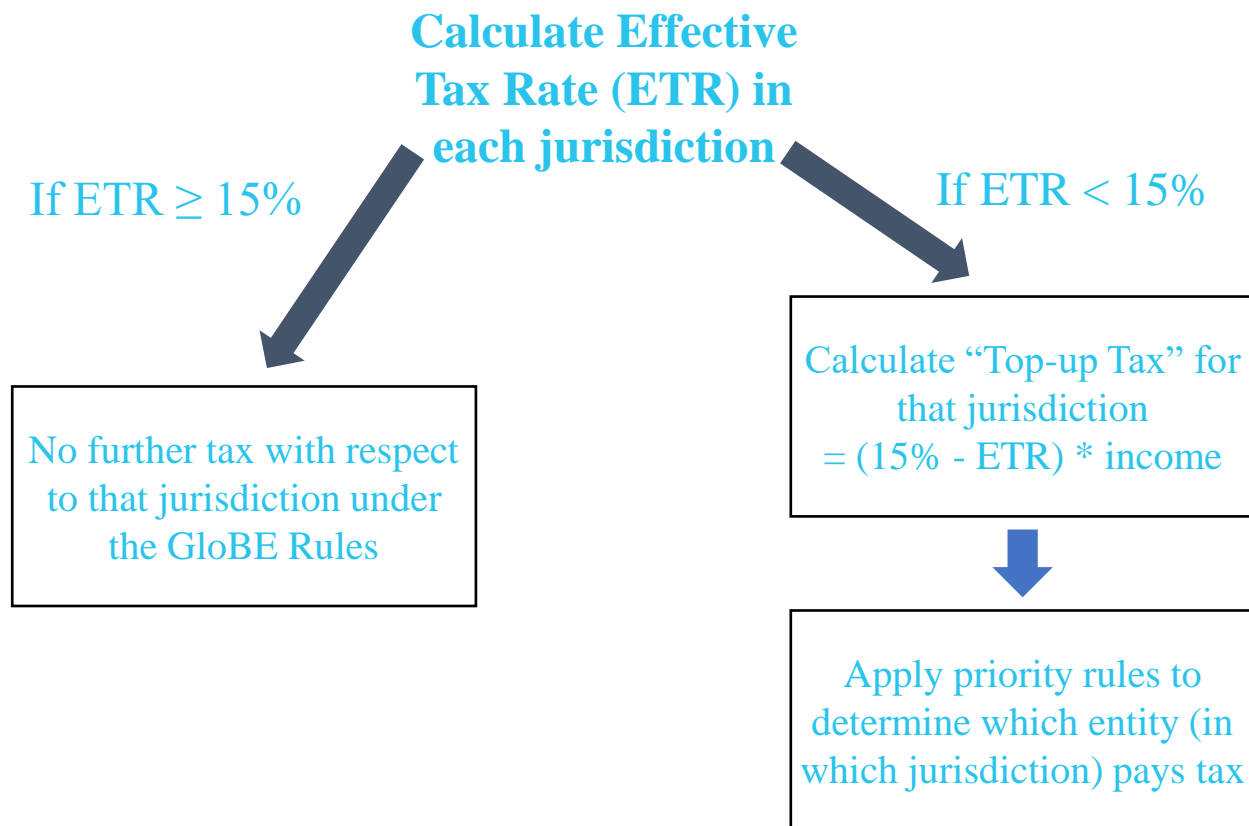 Calculate Effective
Tax Rate (ETR) in
each jurisdiction
If ETR ≥ 15%
If ETR < 15%
No further tax with respect
to that jurisdiction under
the GloBE Rules
Calculate “Top-up Tax” for
that jurisdiction
= (15% - ETR) * income
Apply priority rules to
determine which entity (in
which jurisdiction) pays tax